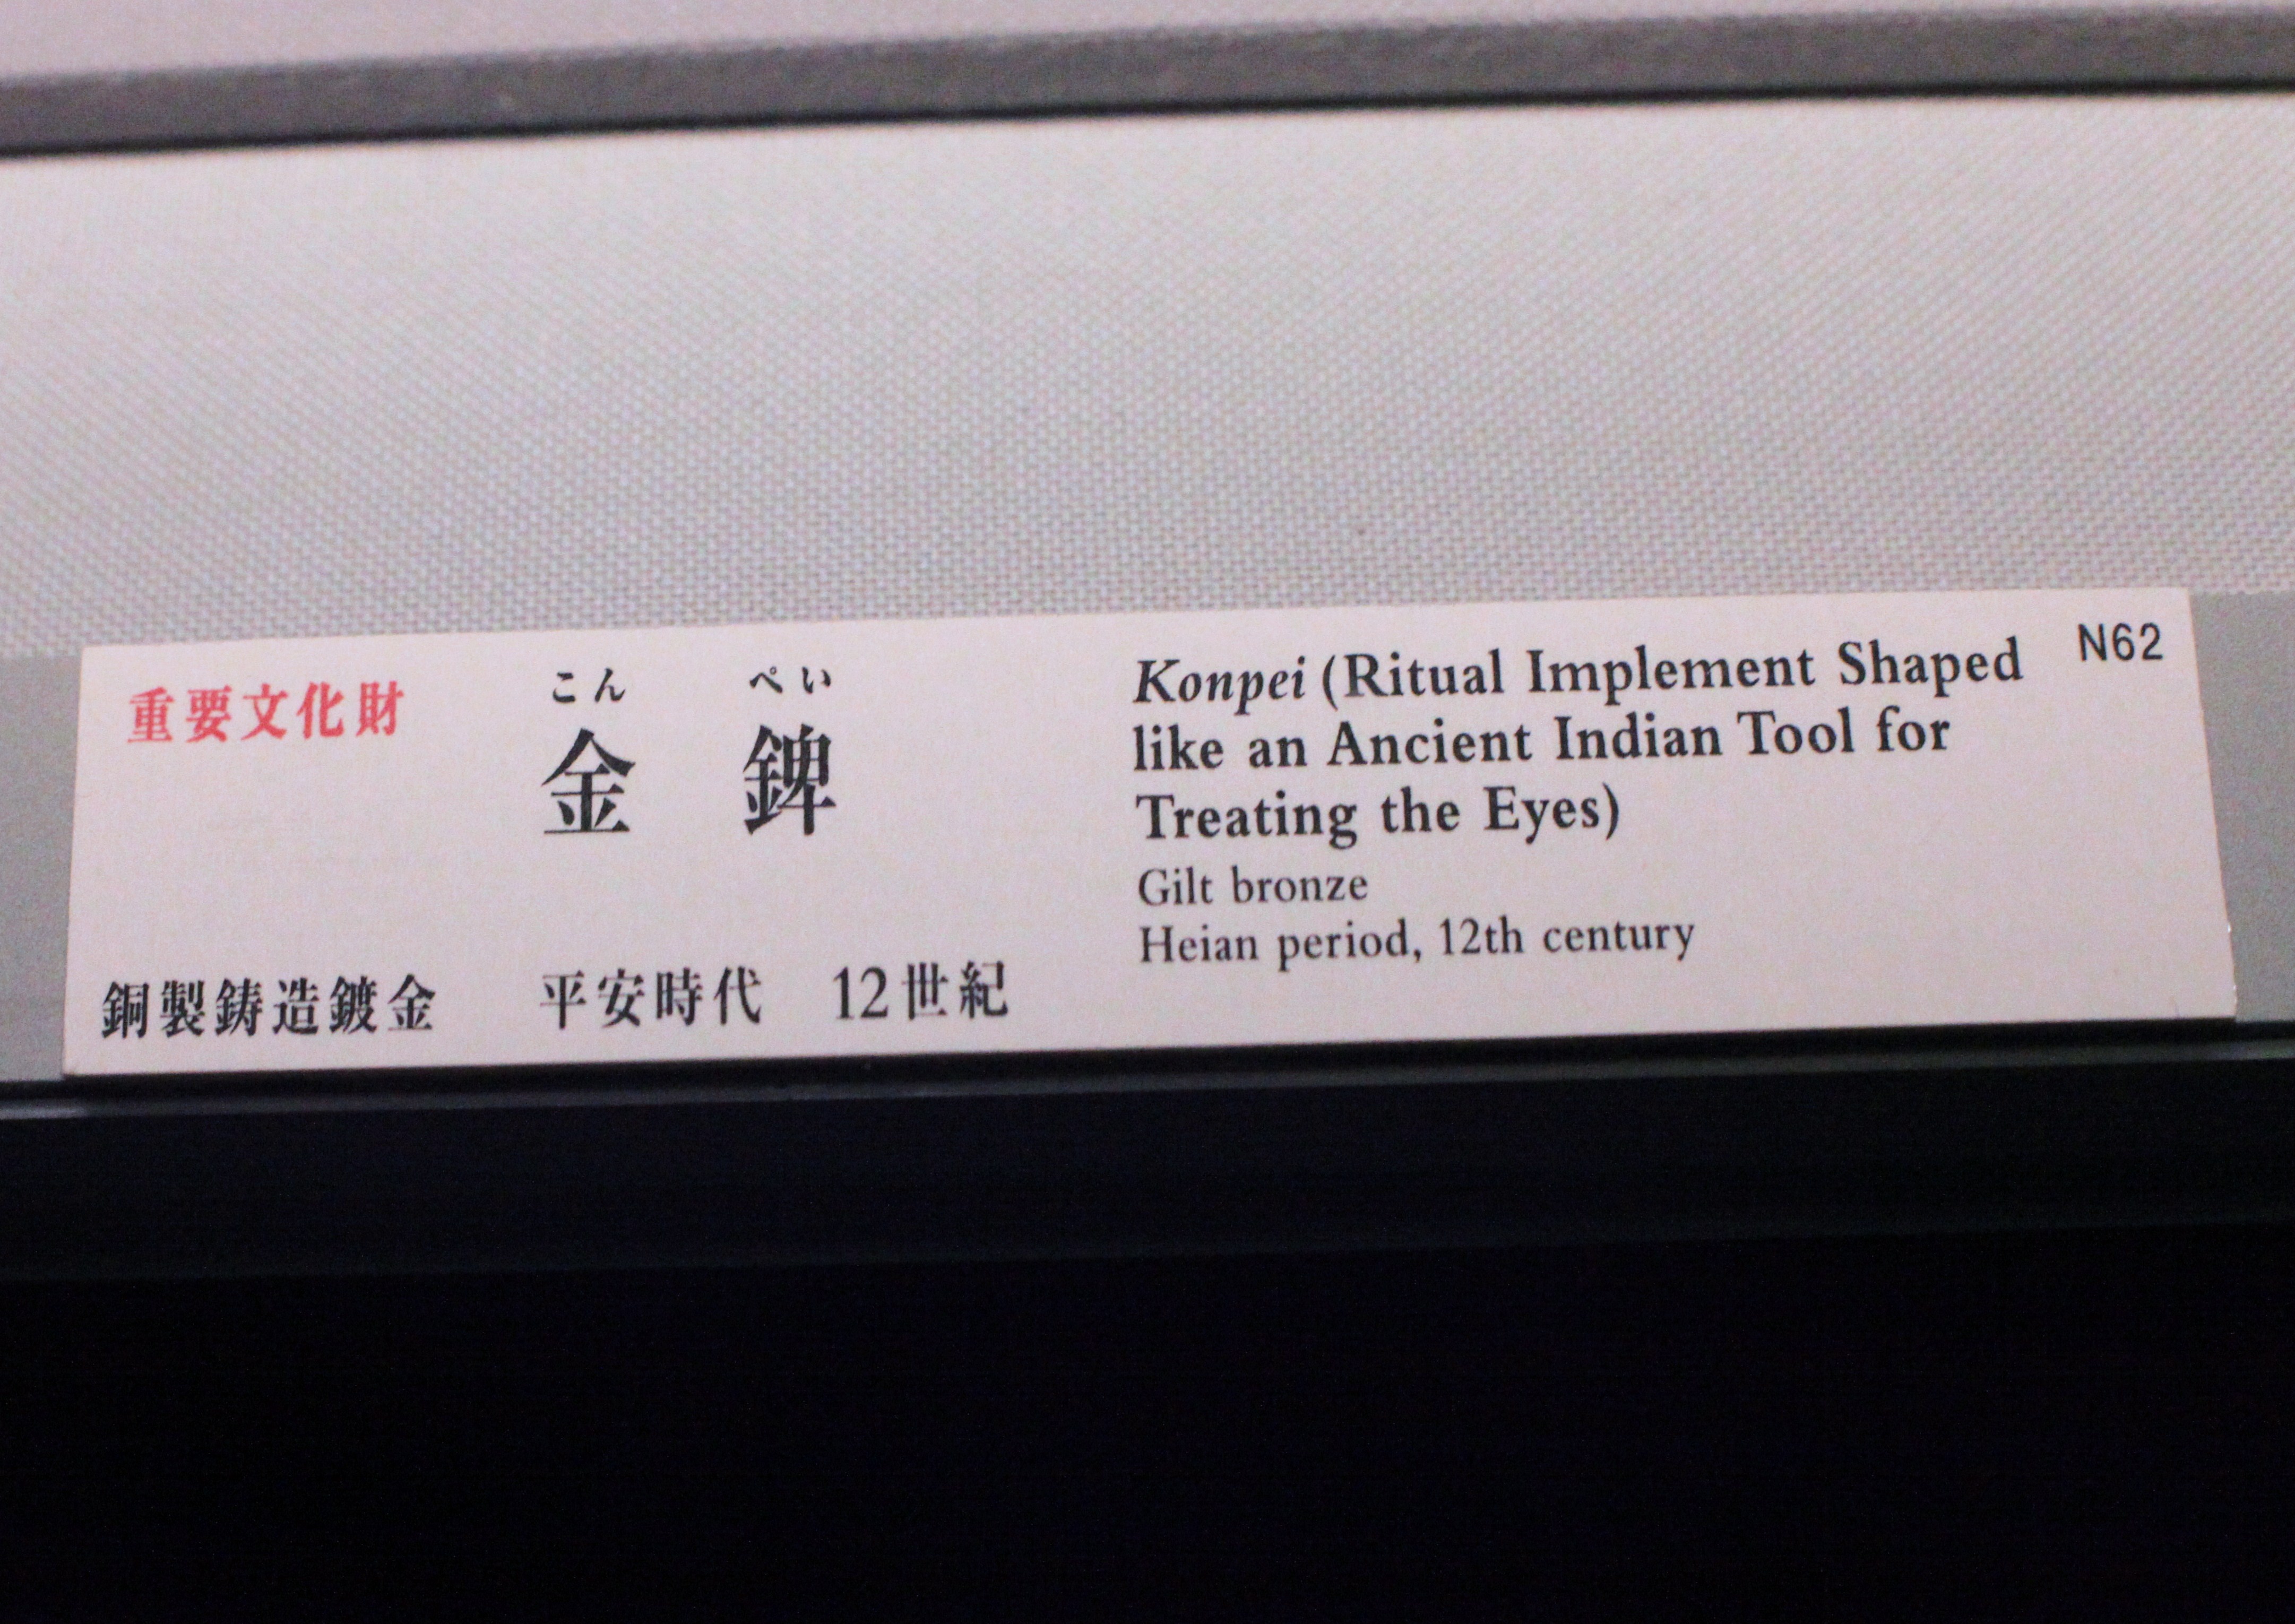 重要文化財
こん ぺい
金 錍
銅製鋳造鍍金 平安時代 12世紀
Konpei (Ritual Implement Shaped
like an Ancient Indian Tool for
Treating the Eyes)
Gilt bronze
Heian period, 12th century
N62